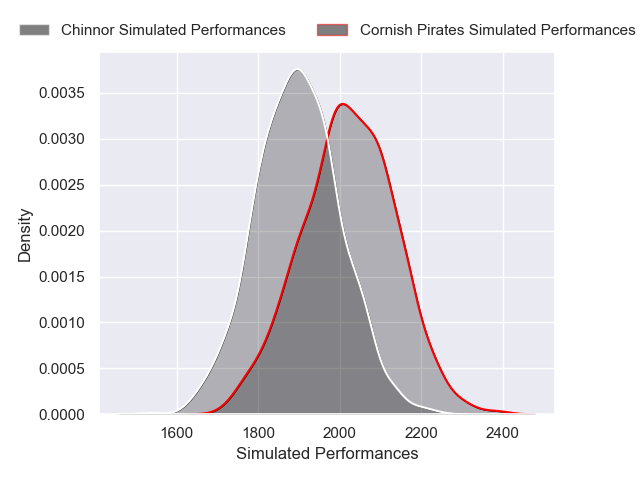 Chinnor Simulated Performances
Cornish Pirates Simulated Performances
Density
0.0035
0.0030
0.0025
0.0020
0.0015
0.0010
0.0005
0.0000
1600 1800 2000 2200 2400
Simulated Performances